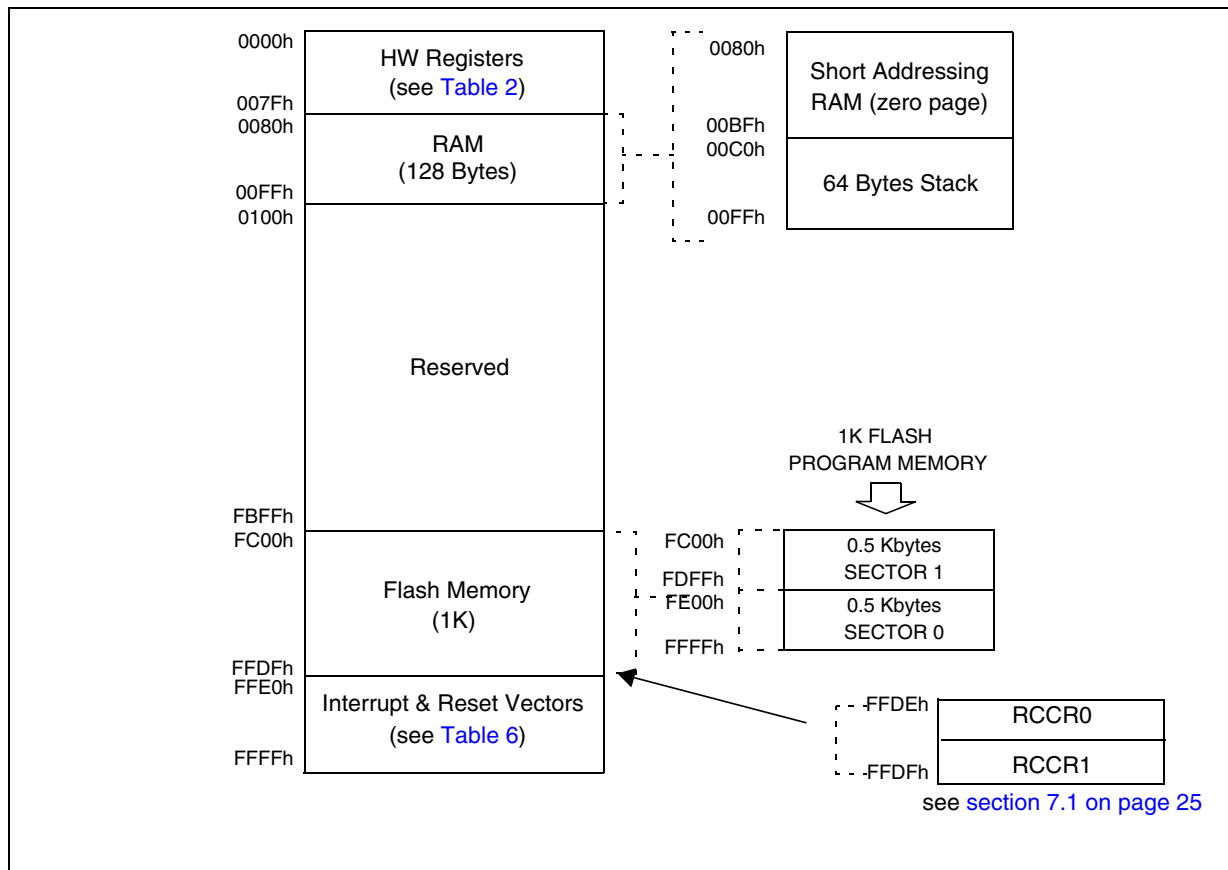 0000h
HW Registers
(see Table 2)
007Fh
0080h
RAM
(128 Bytes)
00FFh
0100h
Reserved
FBFFh
FC00h
Flash Memory
(1K)
FFDFh
FFE0h
Interrupt & Reset Vectors
(see Table 6)
FFFFh
0080h
Short Addressing
RAM (zero page)
00BFh
00C0h
64 Bytes Stack
00FFh
1K FLASH
PROGRAM MEMORY
FC00h
0.5 Kbytes
SECTOR 1
FDFFh
FE00h
0.5 Kbytes
SECTOR 0
FFFFh
FFDEh
RCCR0
RCCR1
FFDFh
see section 7.1 on page 25